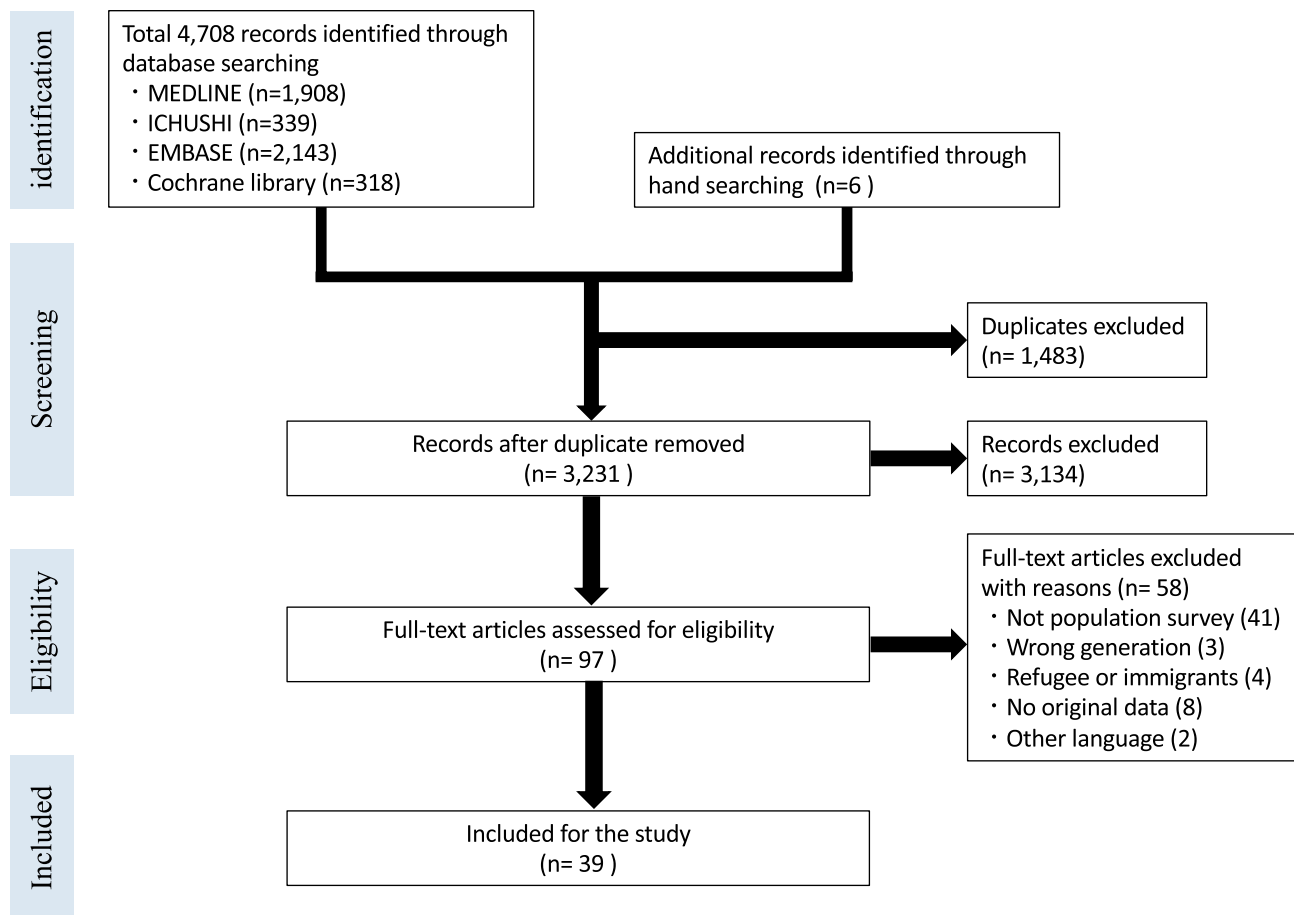 identification
Total 4,708 records identified through
database searching
・MEDLINE (n=1,908)
・ICHUSHI (n=339)
・EMBASE (n=2,143)
・Cochrane library (n=318)
Additional records identified through
hand searching (n=6 )
Screening
Duplicates excluded
(n= 1,483)
Records after duplicate removed
(n= 3,231 )
Records excluded
(n= 3,134)
Eligibility
Full-text articles assessed for eligibility
(n= 97 )
Full-text articles excluded
with reasons (n= 58)
・Not population survey (41)
・Wrong generation (3)
・Refugee or immigrants (4)
・No original data (8)
・Other language (2)
Included
Included for the study
(n= 39 )